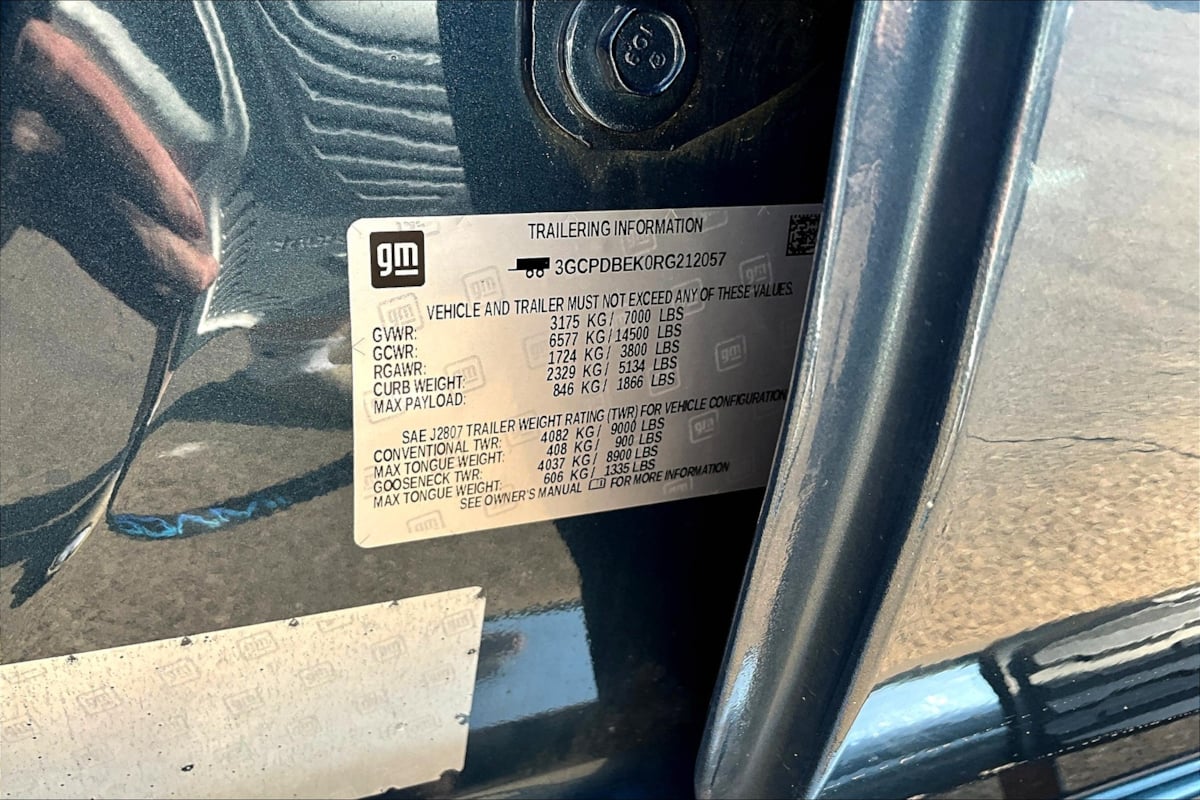 109
gm
TRAILERING INFORMATION
3GCPDBEK0RG212057
VEHICLE AND TRAILER MUST NOT EXCEED ANY OF THESE VALUES.
GVWR: 3175 KG / 7000 LBS
GCWR: 6577 KG / 14500 LBS
RGAWR: 1724 KG / 3800 LBS
CURB WEIGHT: 2329 KG / 5134 LBS
MAX PAYLOAD: 846 KG / 1866 LBS
SAE J2807 TRAILER WEIGHT RATING (TWR) FOR VEHICLE CONFIGURATION
CONVENTIONAL TWR: 4082 KG / 9000 LBS
MAX TONGUE WEIGHT: 408 KG / 900 LBS
GOOSENECK TWR: 4037 KG / 8900 LBS
MAX TONGUE WEIGHT: 606 KG / 1335 LBS
SEE OWNER'S MANUAL FOR MORE INFORMATION